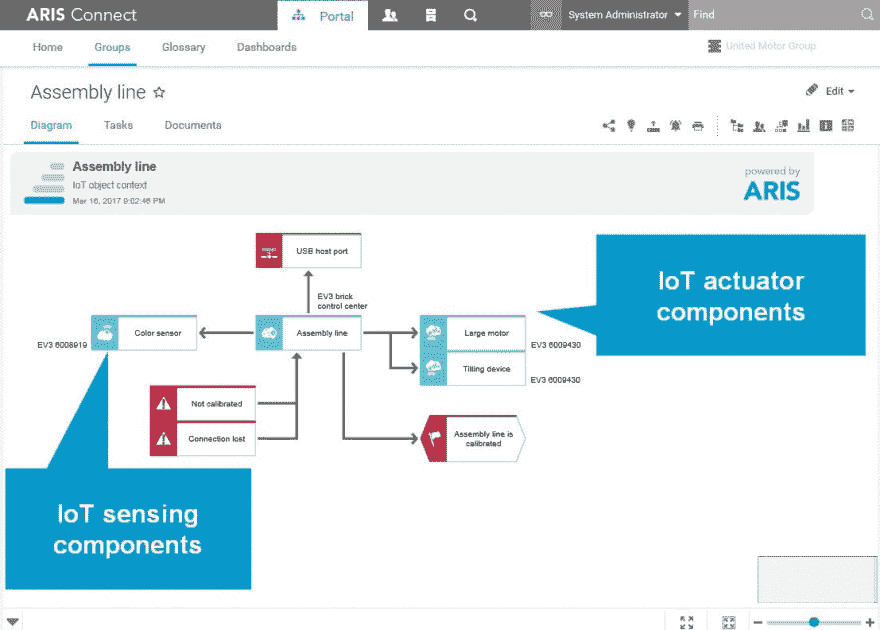 ARIS Connect
Portal
System Administrator
Find
Home
Groups
Glossary
Dashboards
United Motor Group
Assembly line
Edit
Diagram
Tasks
Documents
Assembly line
IoT object context
Mar 16, 2017 9:02:46 PM
powered by
ARIS
USB host port
EV3 brick
control center
IoT actuator
components
Color sensor
Assembly line
Large motor
EV3 6008919
EV3 6009430
Tilling device
EV3 6009430
Not calibrated
Connection lost
Assembly line is
calibrated
IoT sensing
components